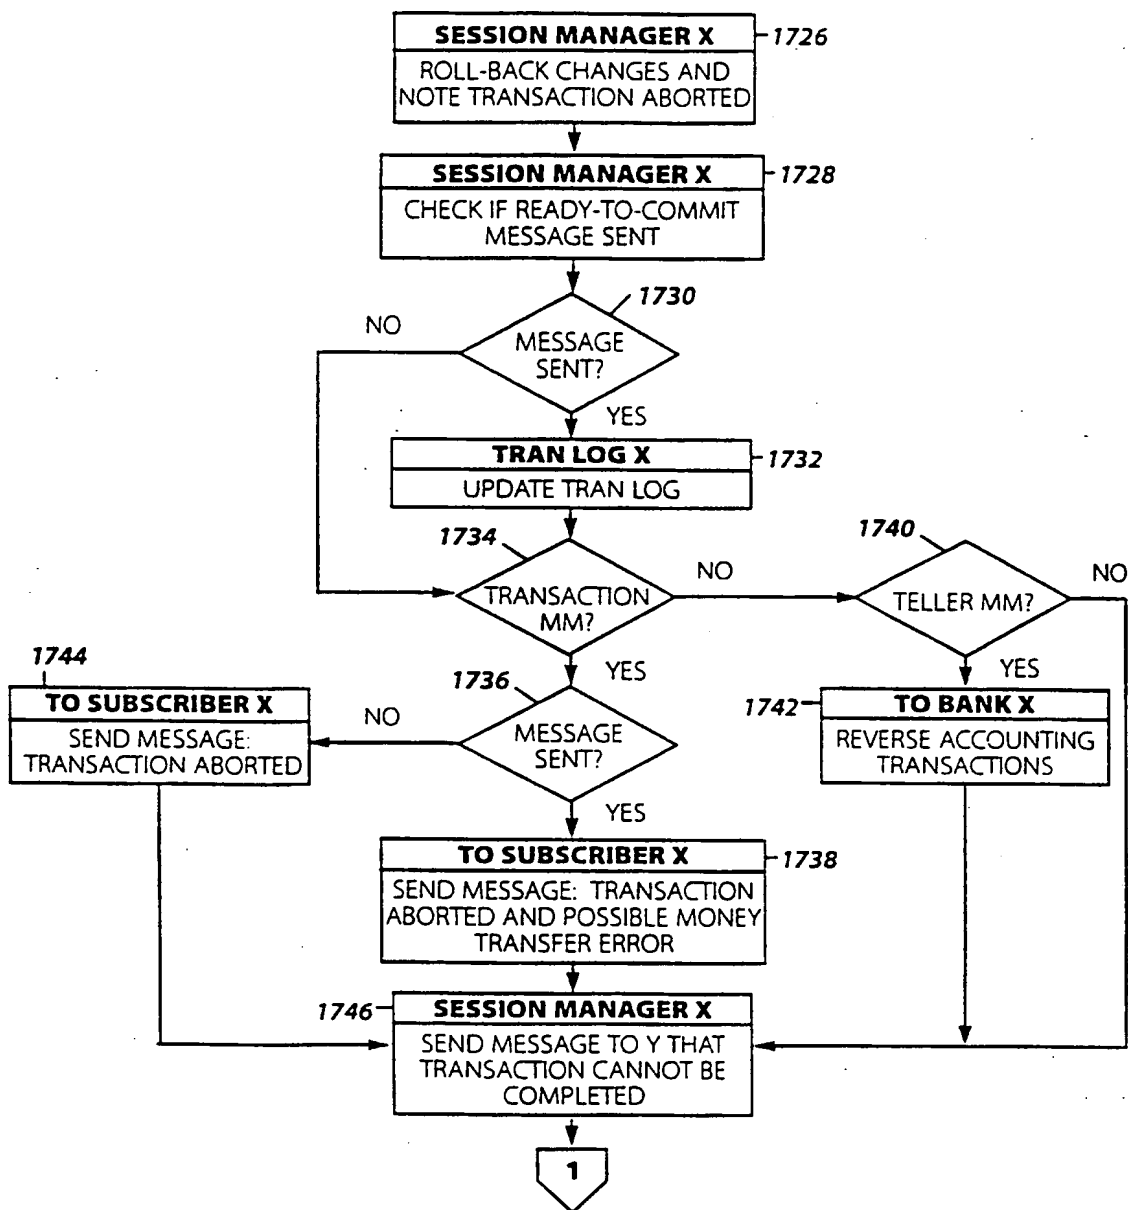 SESSION MANAGER X
1726
ROLL-BACK CHANGES AND
NOTE TRANSACTION ABORTED
SESSION MANAGER X
1728
CHECK IF READY-TO-COMMIT
MESSAGE SENT
1730
NO
MESSAGE
SENT?
YES
TRAN LOG X
1732
UPDATE TRAN LOG
1734
TRANSACTION
MM?
NO
1740
TELLER MM?
NO
YES
YES
1744
TO SUBSCRIBER X
SEND MESSAGE:
TRANSACTION ABORTED
1736
NO
MESSAGE
SENT?
YES
1742
TO BANK X
REVERSE ACCOUNTING
TRANSACTIONS
TO SUBSCRIBER X
1738
SEND MESSAGE: TRANSACTION
ABORTED AND POSSIBLE MONEY
TRANSFER ERROR
1746
SESSION MANAGER X
SEND MESSAGE TO Y THAT
TRANSACTION CANNOT BE
COMPLETED
1